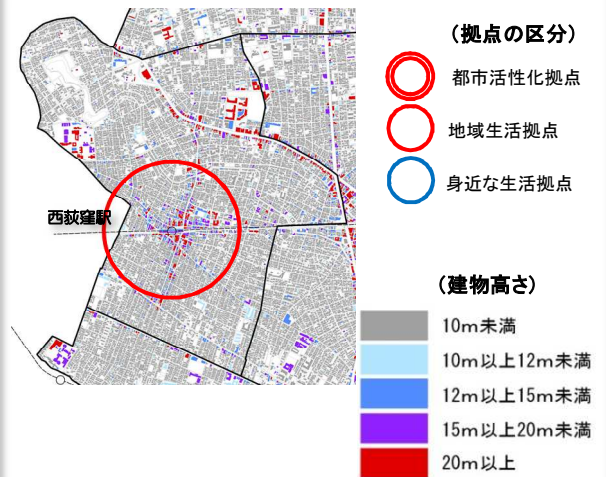 （拠点の区分）
都市活性化拠点
地域生活拠点
身近な生活拠点
西荻窪駅
（建物高さ）
10m未満
10m以上12m未満
12m以上15m未満
15m以上20m未満
20m以上